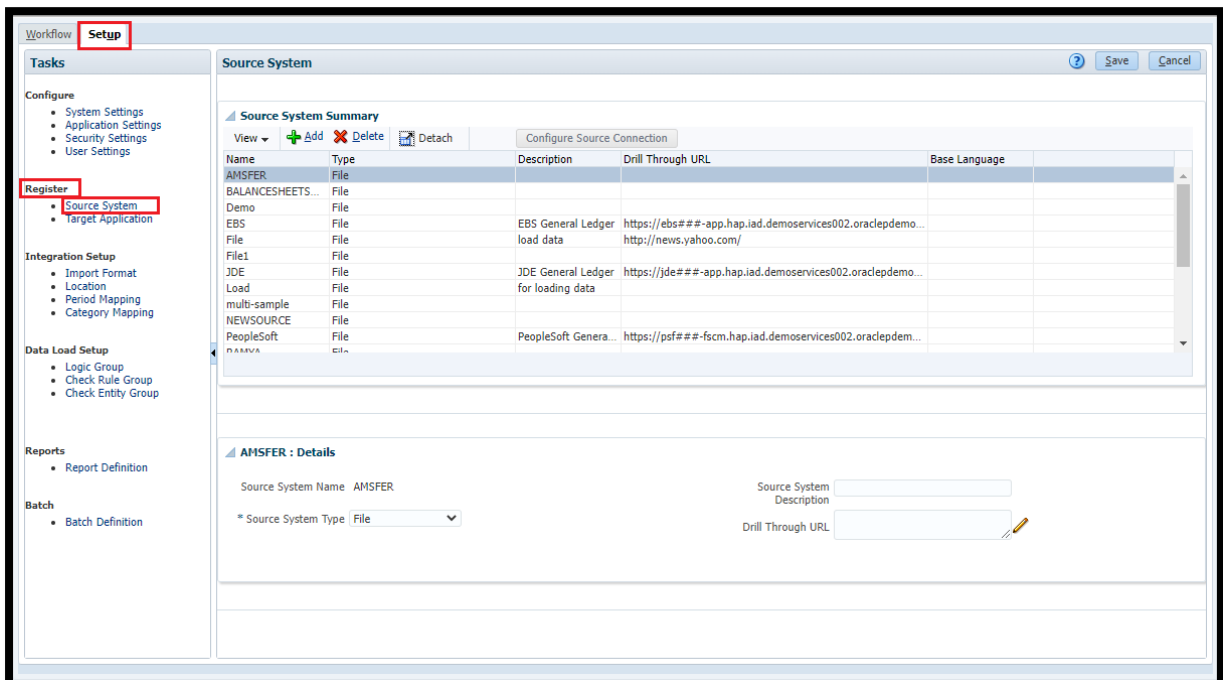 Workflow Setup
Tasks
Configure
System Settings
Application Settings
Security Settings
User Settings
Register
Source System
Target Application
Integration Setup
Import Format
Location
Period Mapping
Category Mapping
Data Load Setup
Logic Group
Check Rule Group
Check Entity Group
Reports
Report Definition
Batch
Batch Definition
Source System ? Save Cancel
Source System Summary
View Add Delete Detach Configure Source Connection
Name Type Description Drill Through URL Base Language
AMSFER File
BALANCESHEETS... File
Demo File
EBS File EBS General Ledger https://ebs###-app.hap.iad.demoservices002.oraclepdemo...
File File load data http://news.yahoo.com/
File1 File
JDE File JDE General Ledger https://jde###-app.hap.iad.demoservices002.oraclepdemo...
Load File for loading data
multi-sample File
NEWSOURCE File
PeopleSoft File PeopleSoft Genera... https://psf###-fscm.hap.iad.demoservices002.oraclepdem...
File
AMSFER : Details
Source System Name AMSFER
* Source System Type File
Source System
Description
Drill Through URL